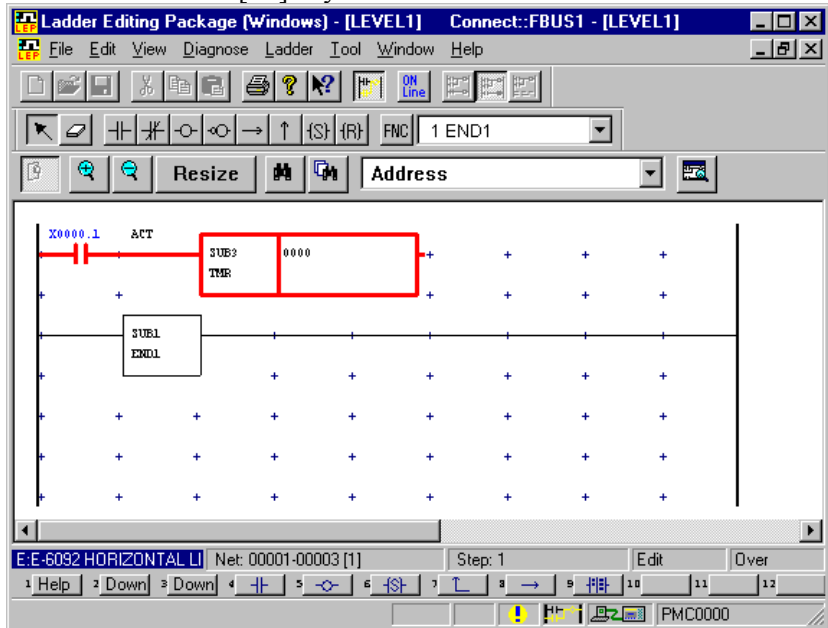 Ladder Editing Package (Windows) - [LEVEL1] Connect::FBUS1 - [LEVEL1]
File Edit View Diagnose Ladder Tool Window Help
ON
Line
{S} {R} FNC 1 END1
Resize Address
X0000.1 ACT
SUB3 0000
TMR
SUB1
END1
E:E-6092 HORIZONTAL LI Net: 00001-00003 [1] Step: 1 Edit Over
1 Help 2 Down 3 Down 4 5 6 {S} 7 8 9 10 11 12
PMC0000